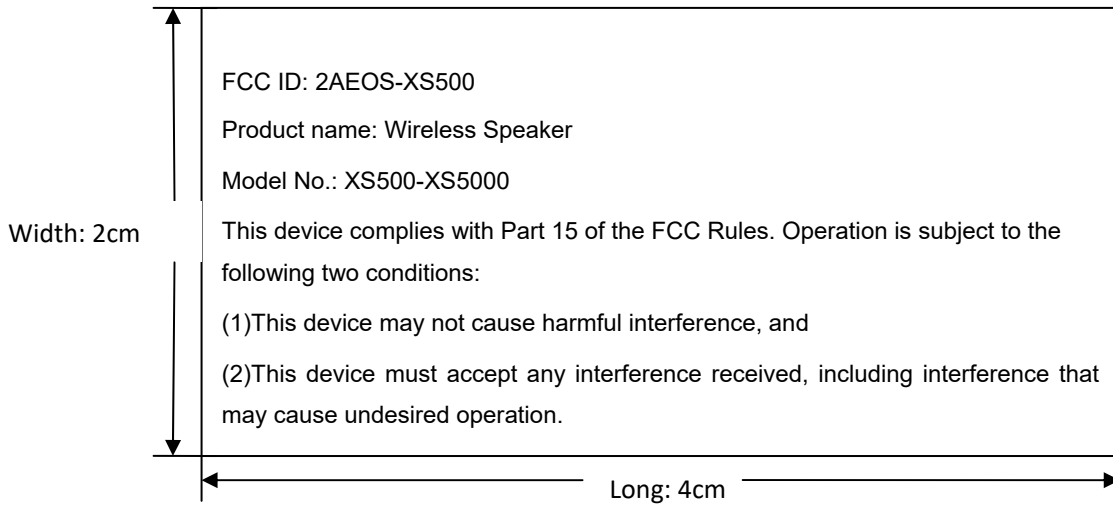 FCC ID: 2AEOS-XS500
Product name: Wireless Speaker
Model No.: XS500-XS5000
Width: 2cm
This device complies with Part 15 of the FCC Rules. Operation is subject to the
following two conditions:
(1)This device may not cause harmful interference, and
(2)This device must accept any interference received, including interference that
may cause undesired operation.
Long: 4cm